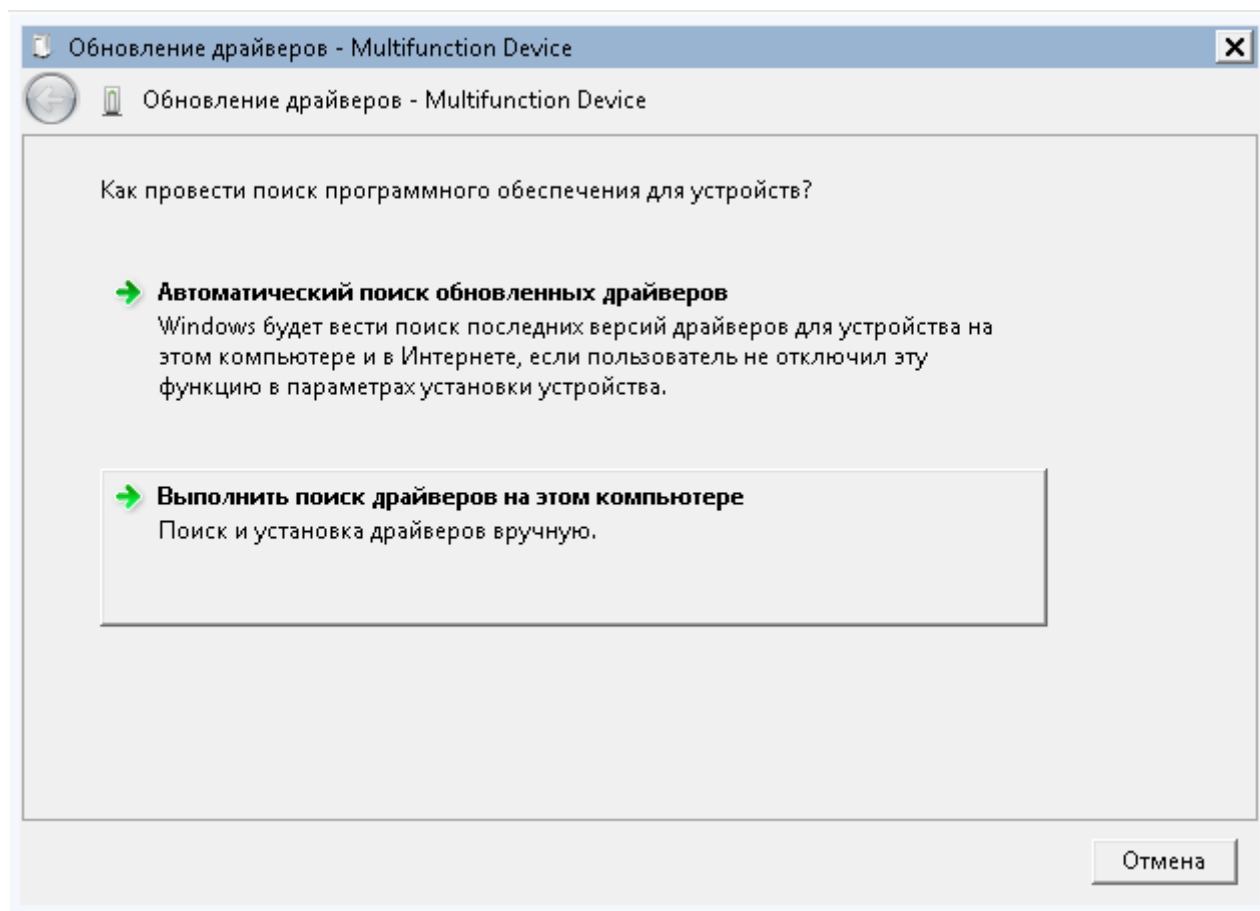 Обновление драйверов - Multifunction Device
Обновление драйверов - Multifunction Device
Как провести поиск программного обеспечения для устройств?
Автоматический поиск обновленных драйверов
Windows будет вести поиск последних версий драйверов для устройства на
этом компьютере и в Интернете, если пользователь не отключил эту
функцию в параметрах установки устройства.
Выполнить поиск драйверов на этом компьютере
Поиск и установка драйверов вручную.
Отмена